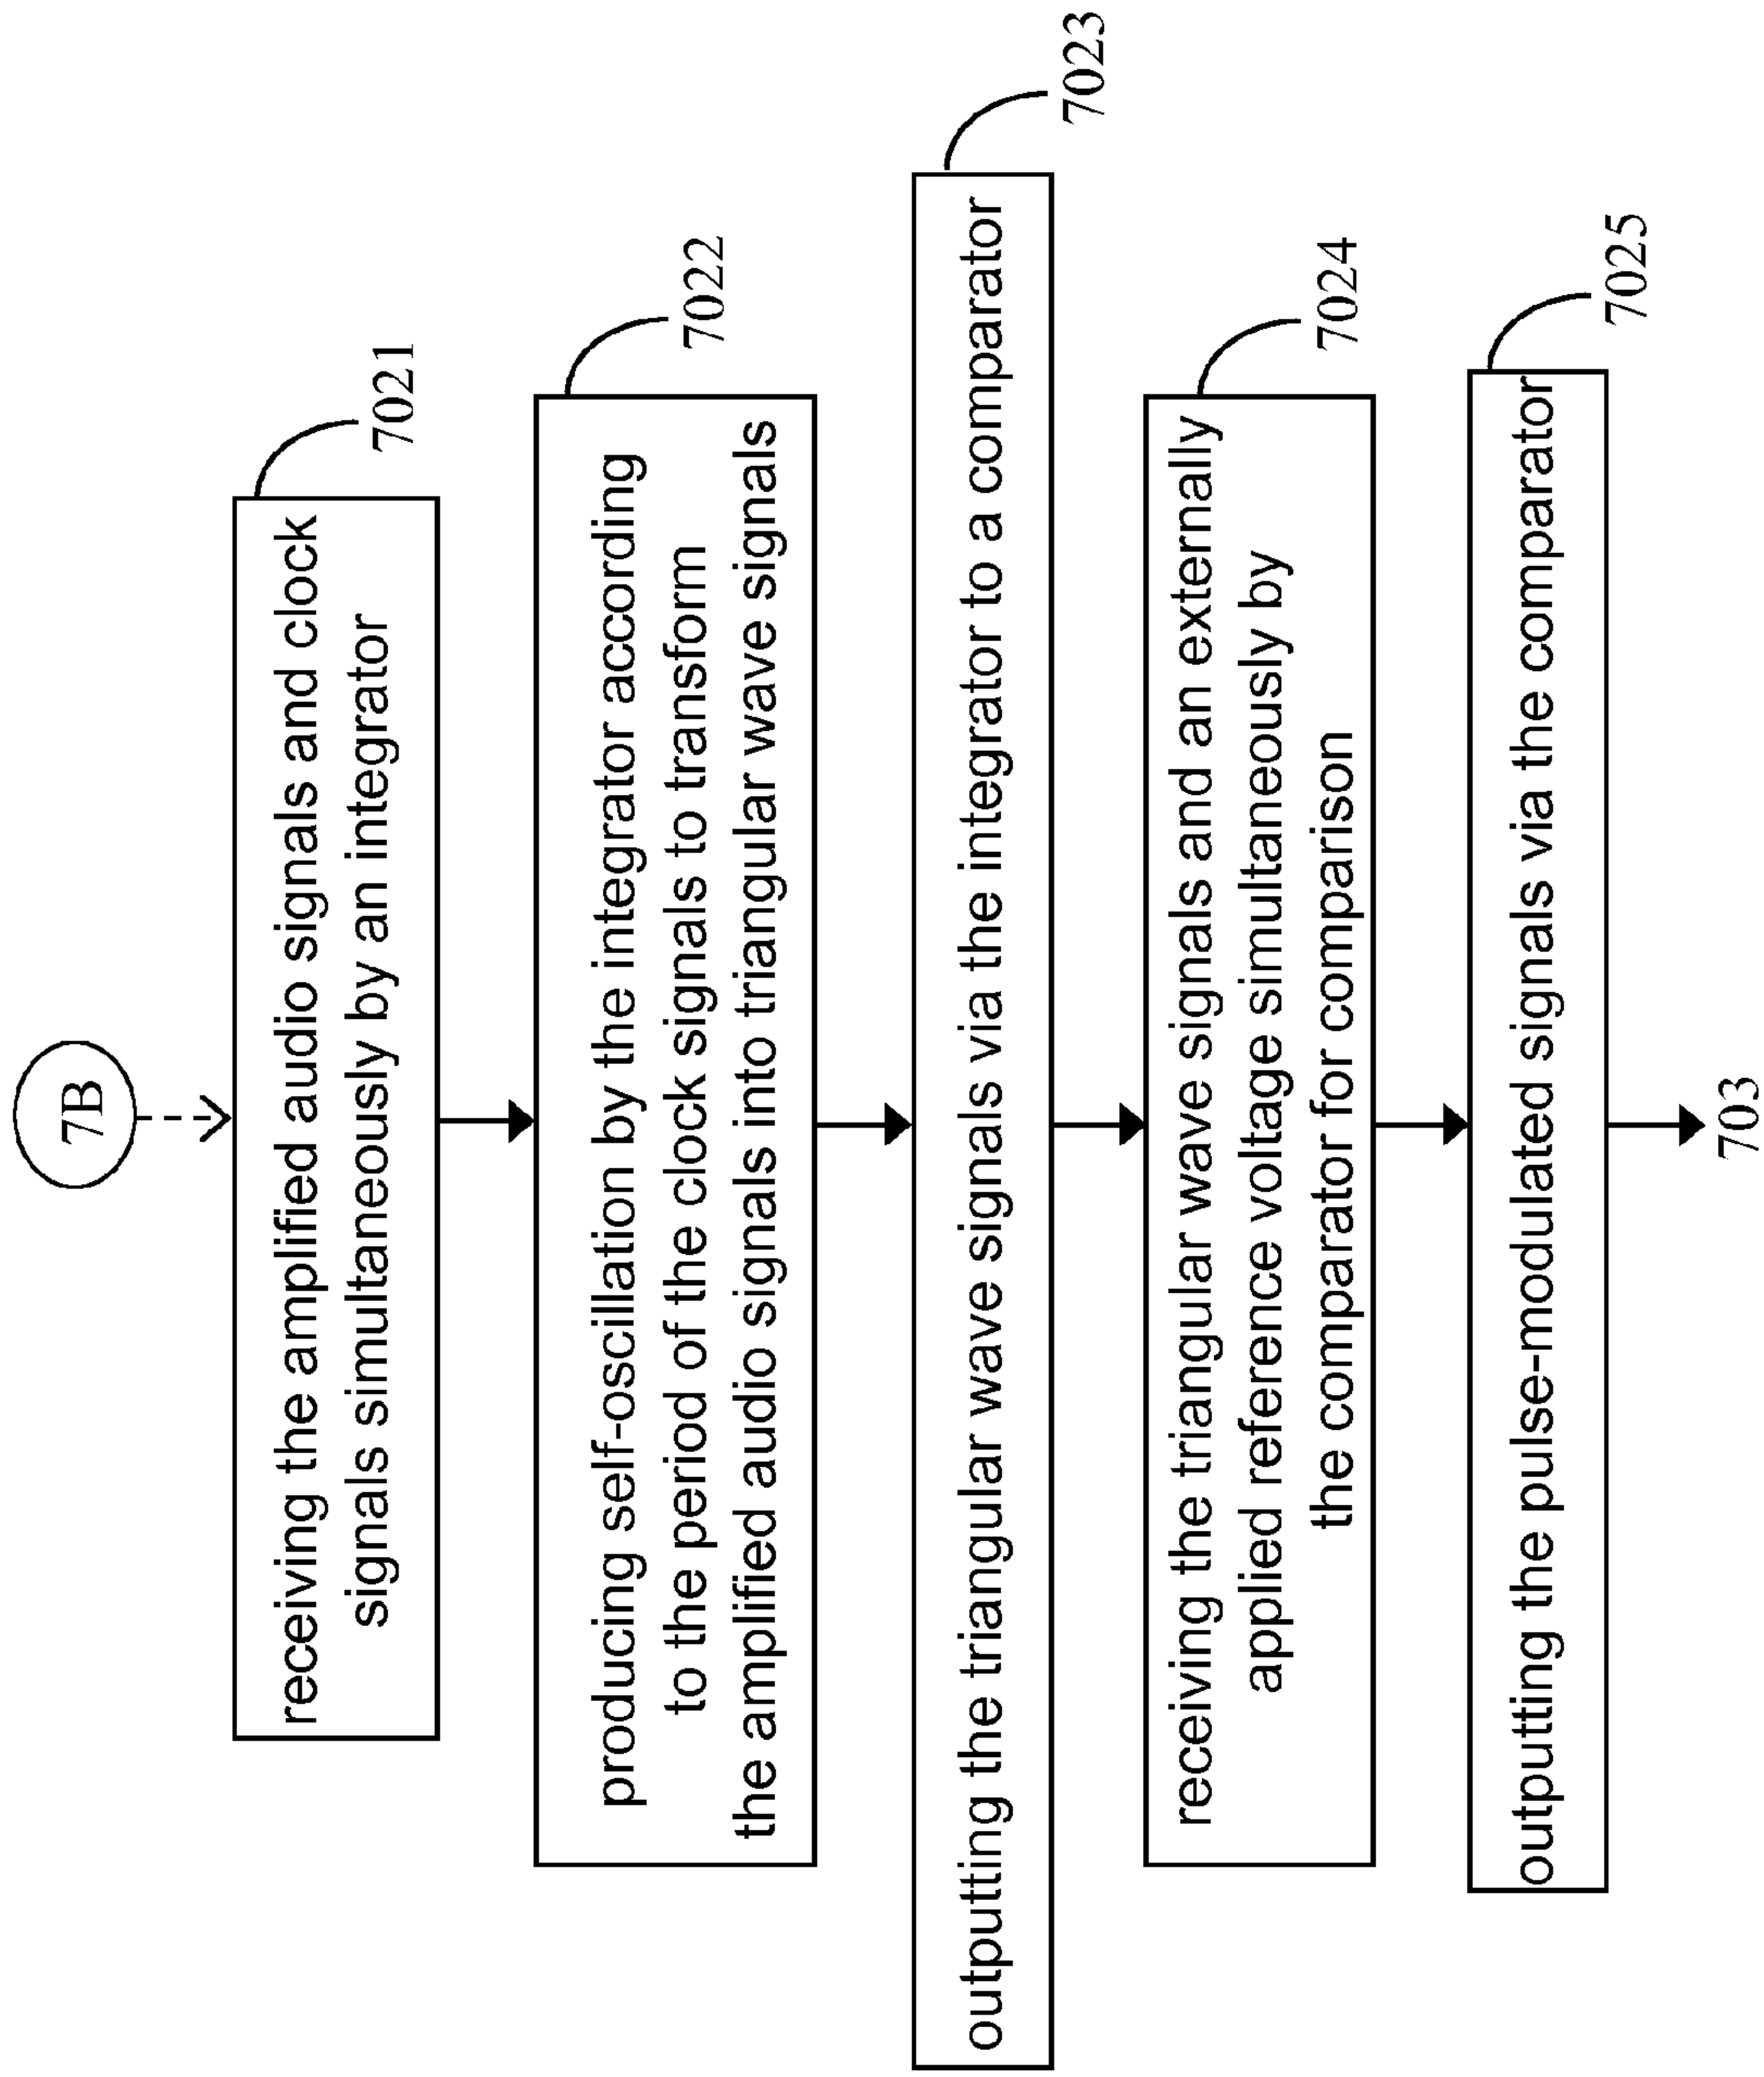 7B
receiving the amplified audio signals and clock
signals simultaneously by an integrator
7021
producing self-oscillation by the integrator according
to the period of the clock signals to transform
the amplified audio signals into triangular wave signals
7022
outputting the triangular wave signals via the integrator to a comparator
7023
receiving the triangular wave signals and an externally
applied reference voltage simultaneously by
the comparator for comparison
7024
outputting the pulse-modulated signals via the comparator
7025
703